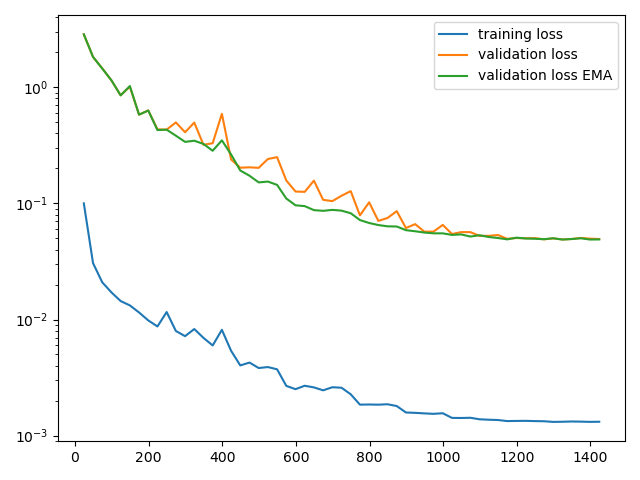 training loss
validation loss
validation loss EMA
10⁰
10⁻¹
10⁻²
10⁻³
0 200 400 600 800 1000 1200 1400